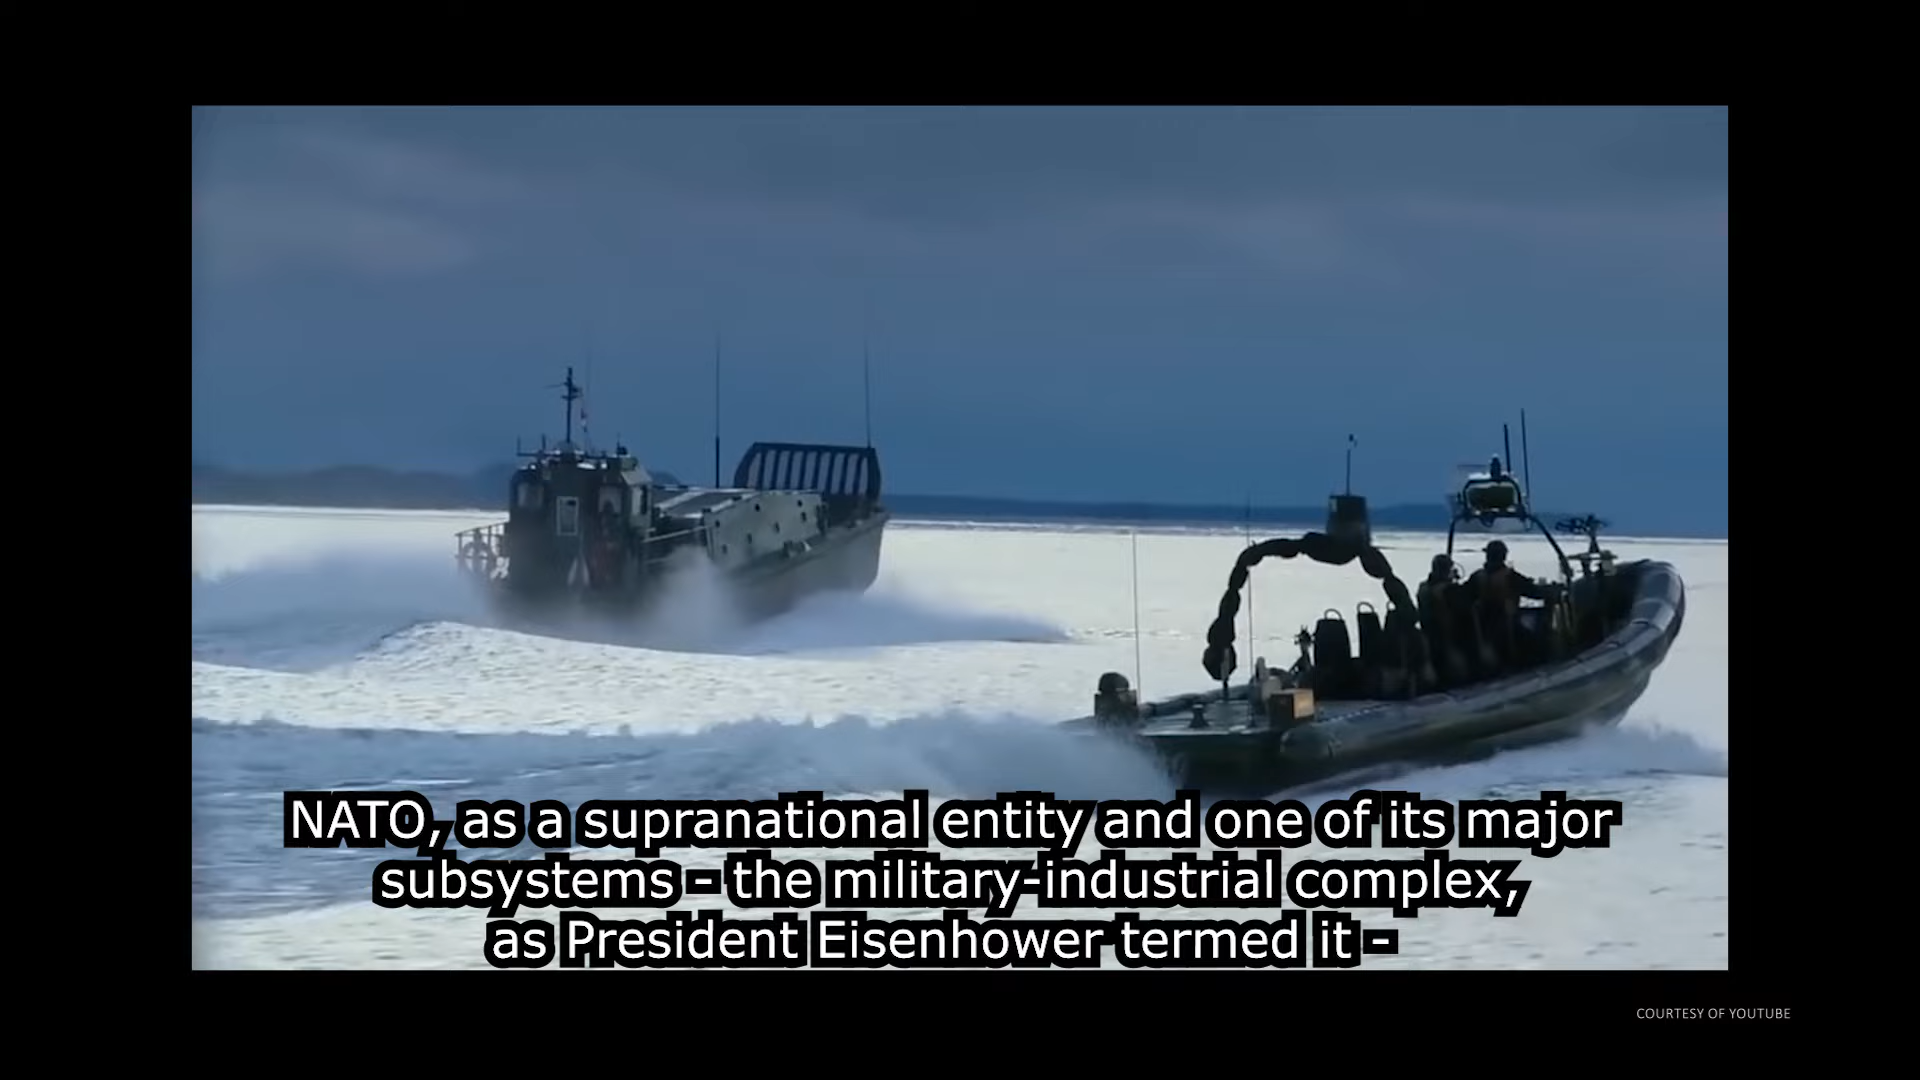 NATO, as a supranational entity and one of its major
subsystems - the military-industrial complex,
as President Eisenhower termed it -
COURTESY OF YOUTUBE